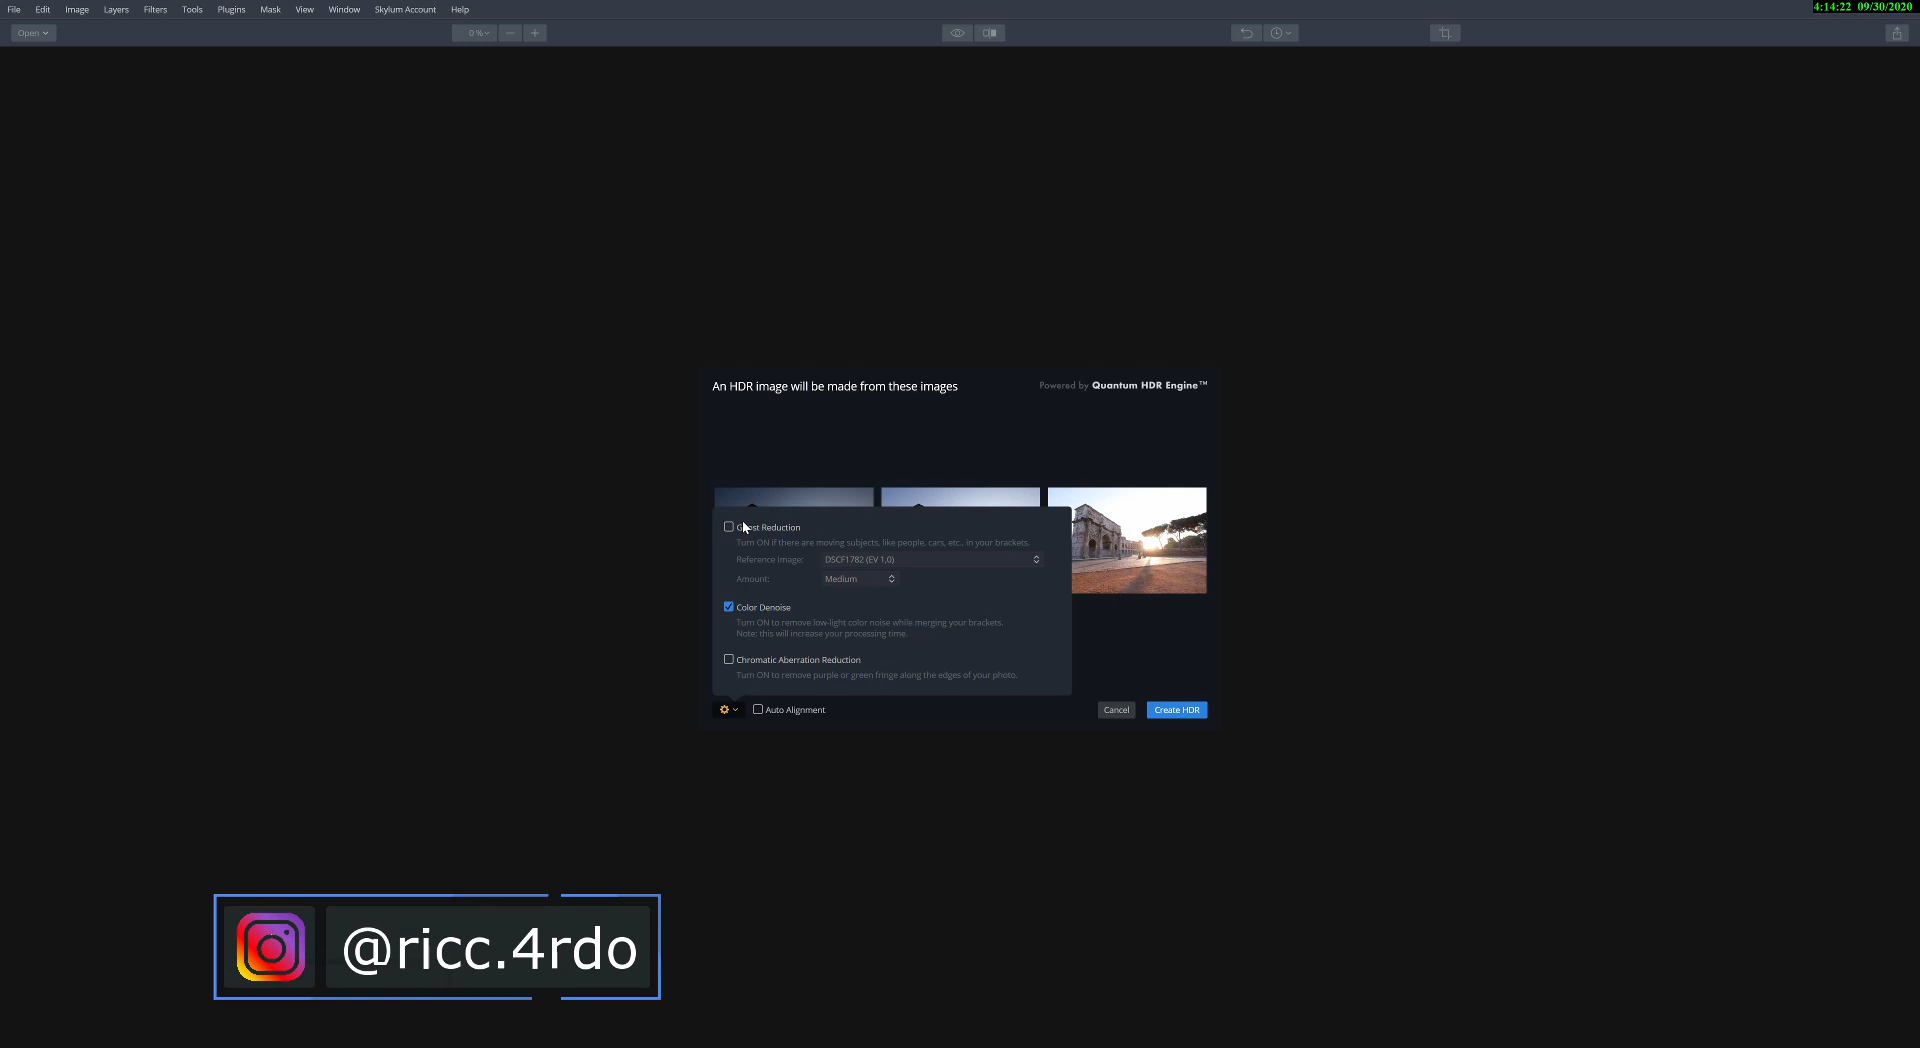 File Edit Image Layers Filters Tools Plugins Mask View Window Skylum Account Help
4:14:22 09/30/2020
Open 0 %
An HDR image will be made from these images
Powered by Quantum HDR Engine™
Ghost Reduction
Turn ON if there are moving subjects, like people, cars, etc., in your brackets.
Reference Image: DSCF1782 (EV 1,0)
Amount: Medium
Color Denoise
Turn ON to remove low-light color noise while merging your brackets.
Note: this will increase your processing time.
Chromatic Aberration Reduction
Turn ON to remove purple or green fringe along the edges of your photo.
Auto Alignment
Cancel Create HDR
@ricc.4rdo